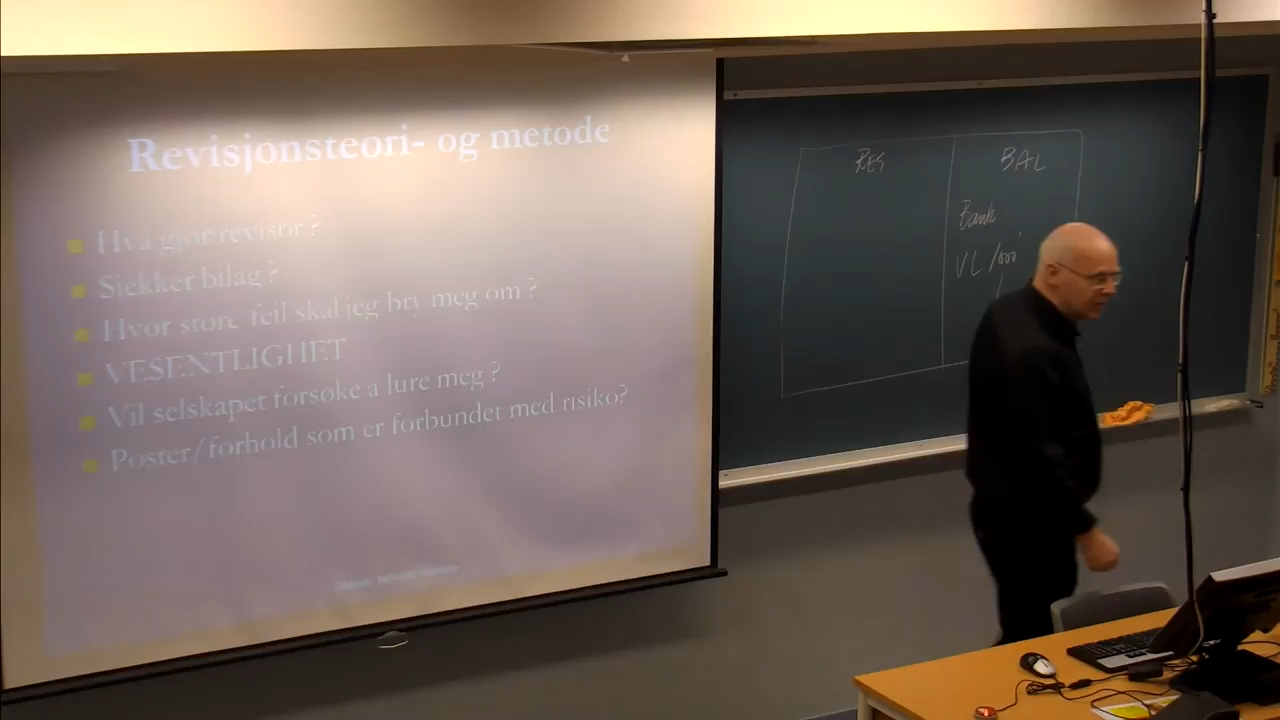 Revisjonsteori- og metode
Hva gjør revisor ?
Sjekker bilag ?
Hvor store feil skal jeg bry meg om ?
VESENTLIGHET
Vil selskapet forsøke å lure meg ?
Poster/forhold som er forbundet med risiko?
RES
BAL
Bank
VL